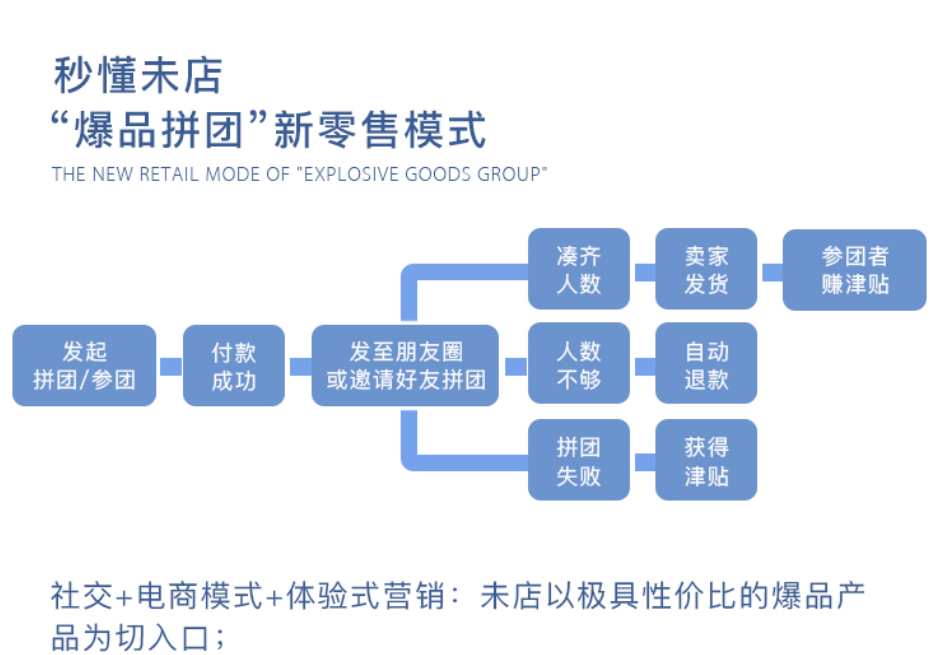 秒懂未店
“爆品拼团”新零售模式
THE NEW RETAIL MODE OF "EXPLOSIVE GOODS GROUP"
发起
拼团/参团
付款
成功
发至朋友圈
或邀请好友拼团
凑齐
人数
卖家
发货
参团者
赚津贴
人数
不够
自动
退款
拼团
失败
获得
津贴
社交+电商模式+体验式营销：未店以极具性价比的爆品产
品为切入口；